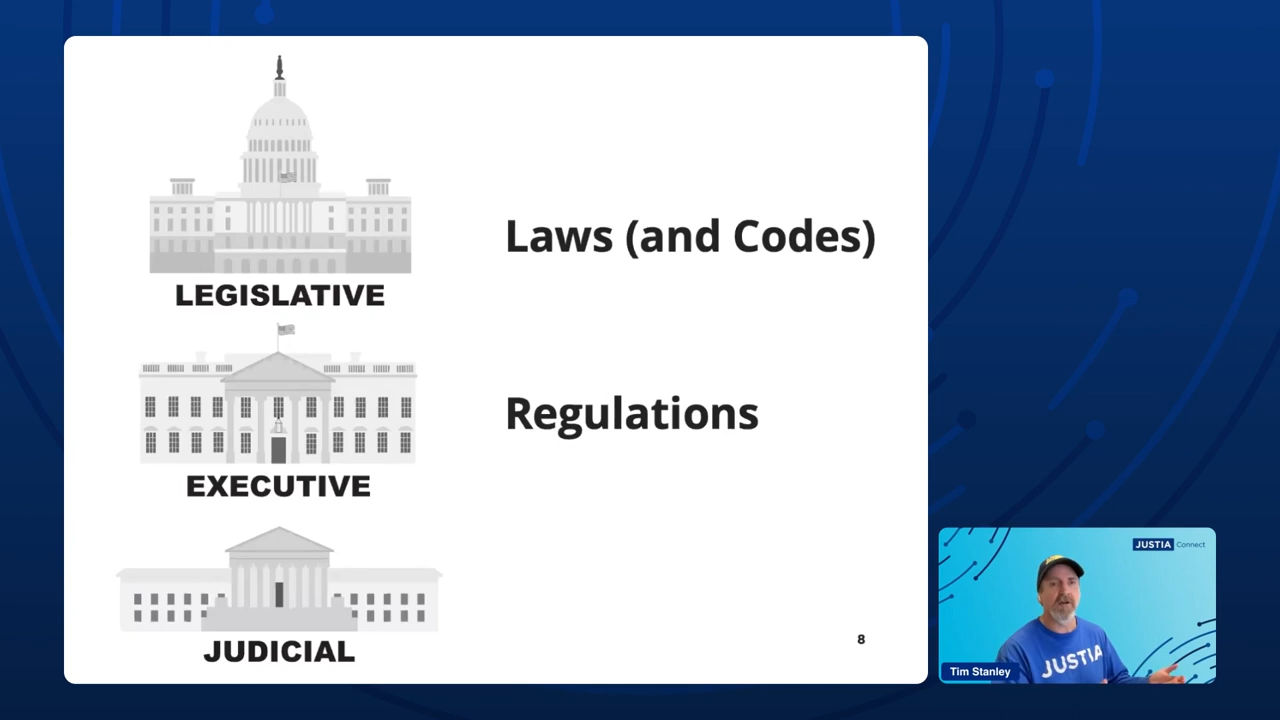 LEGISLATIVE
Laws (and Codes)
EXECUTIVE
Regulations
JUDICIAL
8
JUSTIA Connect
JUSTIA
Tim Stanley